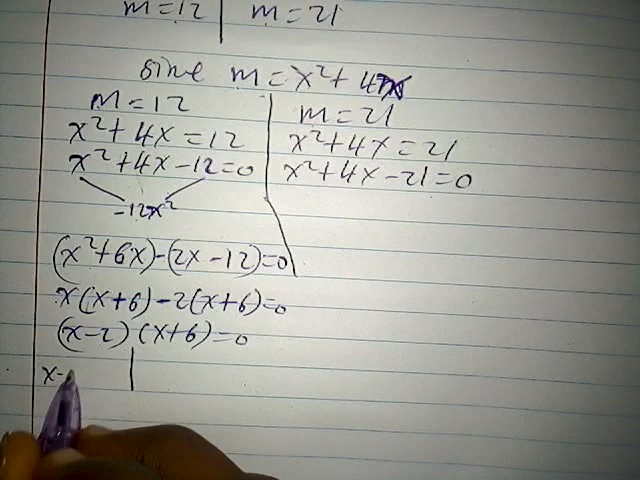 m=12 | m=21
since m=x²+4x
m=12
x²+4x=12
x²+4x-12=0
-12x²
(x²+6x)-(2x-12)=0
x(x+6)-2(x+6)=0
(x-2)(x+6)=0
x-
m=21
x²+4x=21
x²+4x-21=0